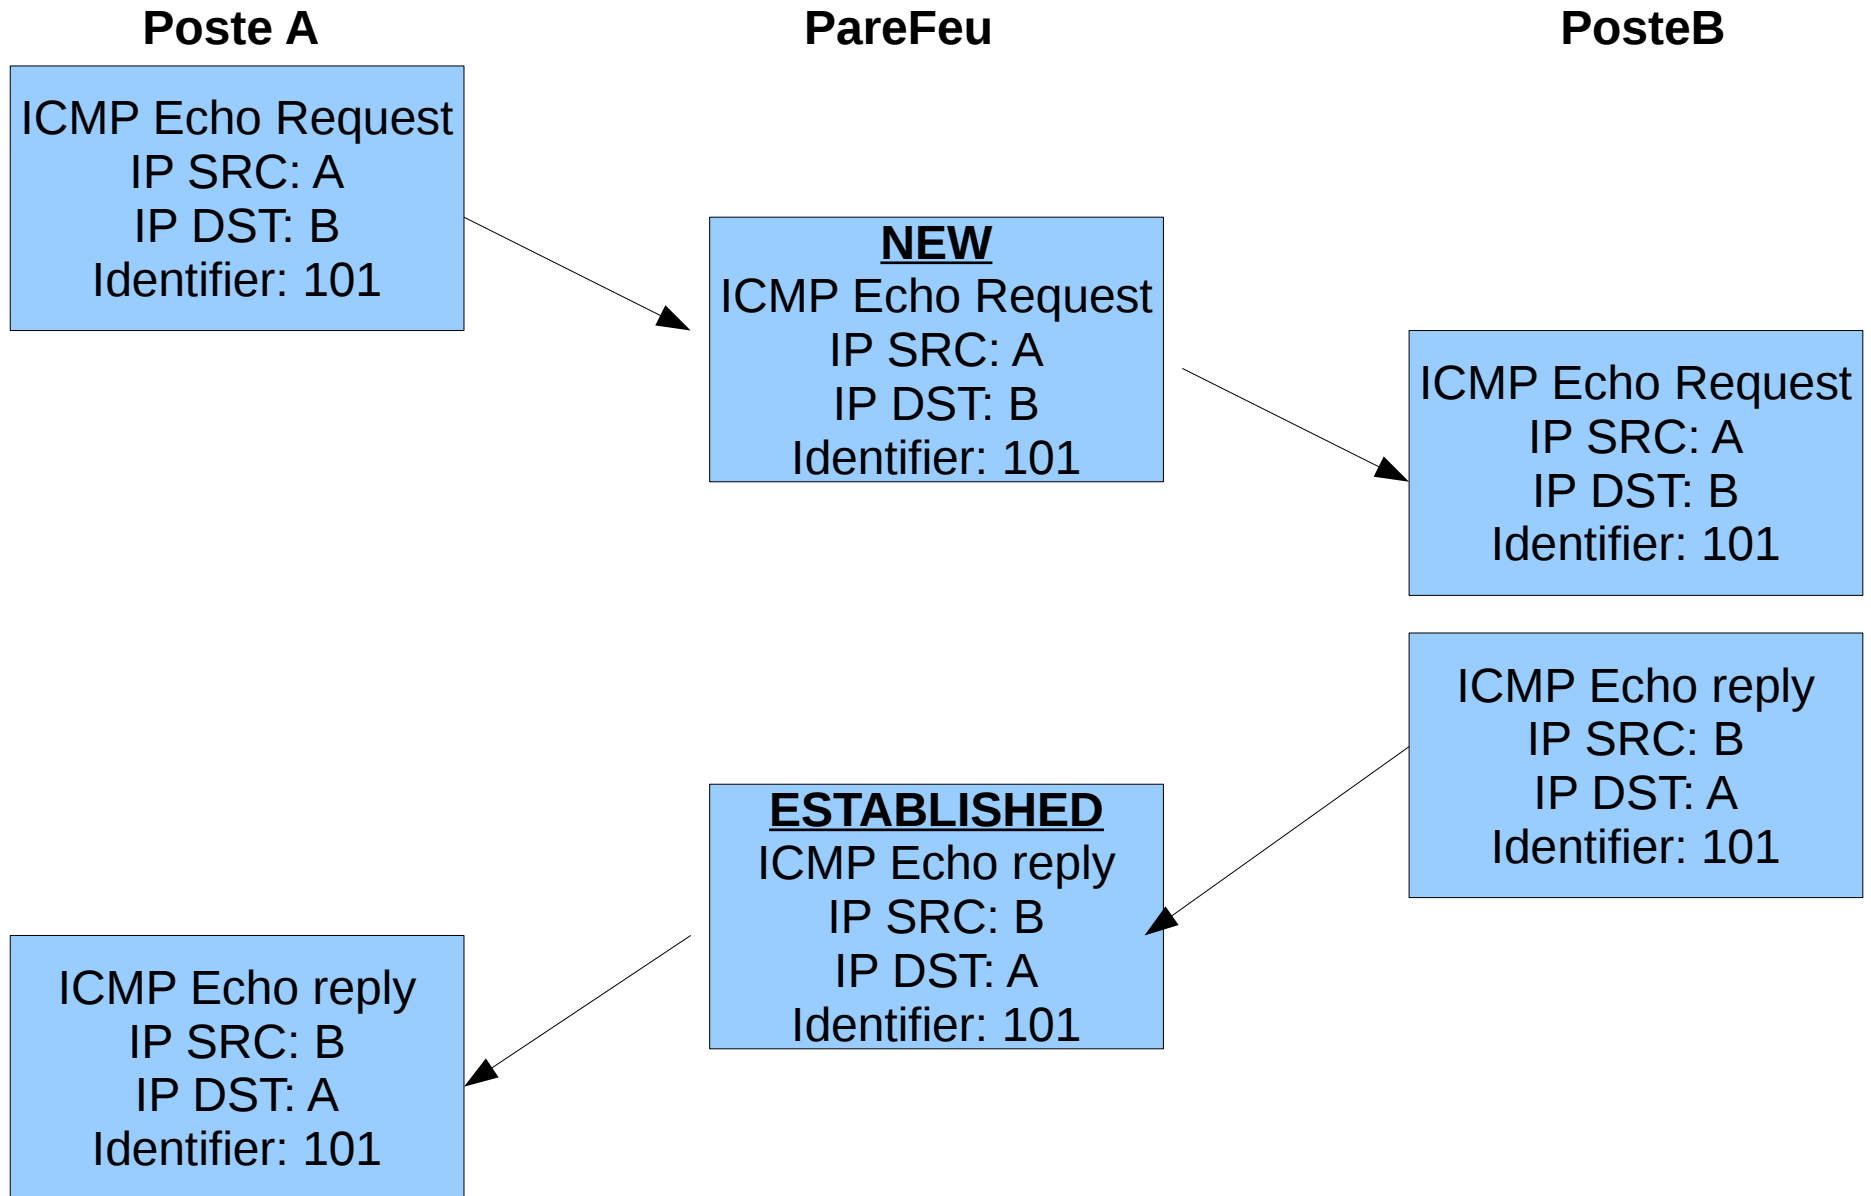 Poste A
PareFeu
PosteB
ICMP Echo Request
IP SRC: A
IP DST: B
Identifier: 101
NEW
ICMP Echo Request
IP SRC: A
IP DST: B
Identifier: 101
ICMP Echo Request
IP SRC: A
IP DST: B
Identifier: 101
ICMP Echo reply
IP SRC: B
IP DST: A
Identifier: 101
ESTABLISHED
ICMP Echo reply
IP SRC: B
IP DST: A
Identifier: 101
ICMP Echo reply
IP SRC: B
IP DST: A
Identifier: 101